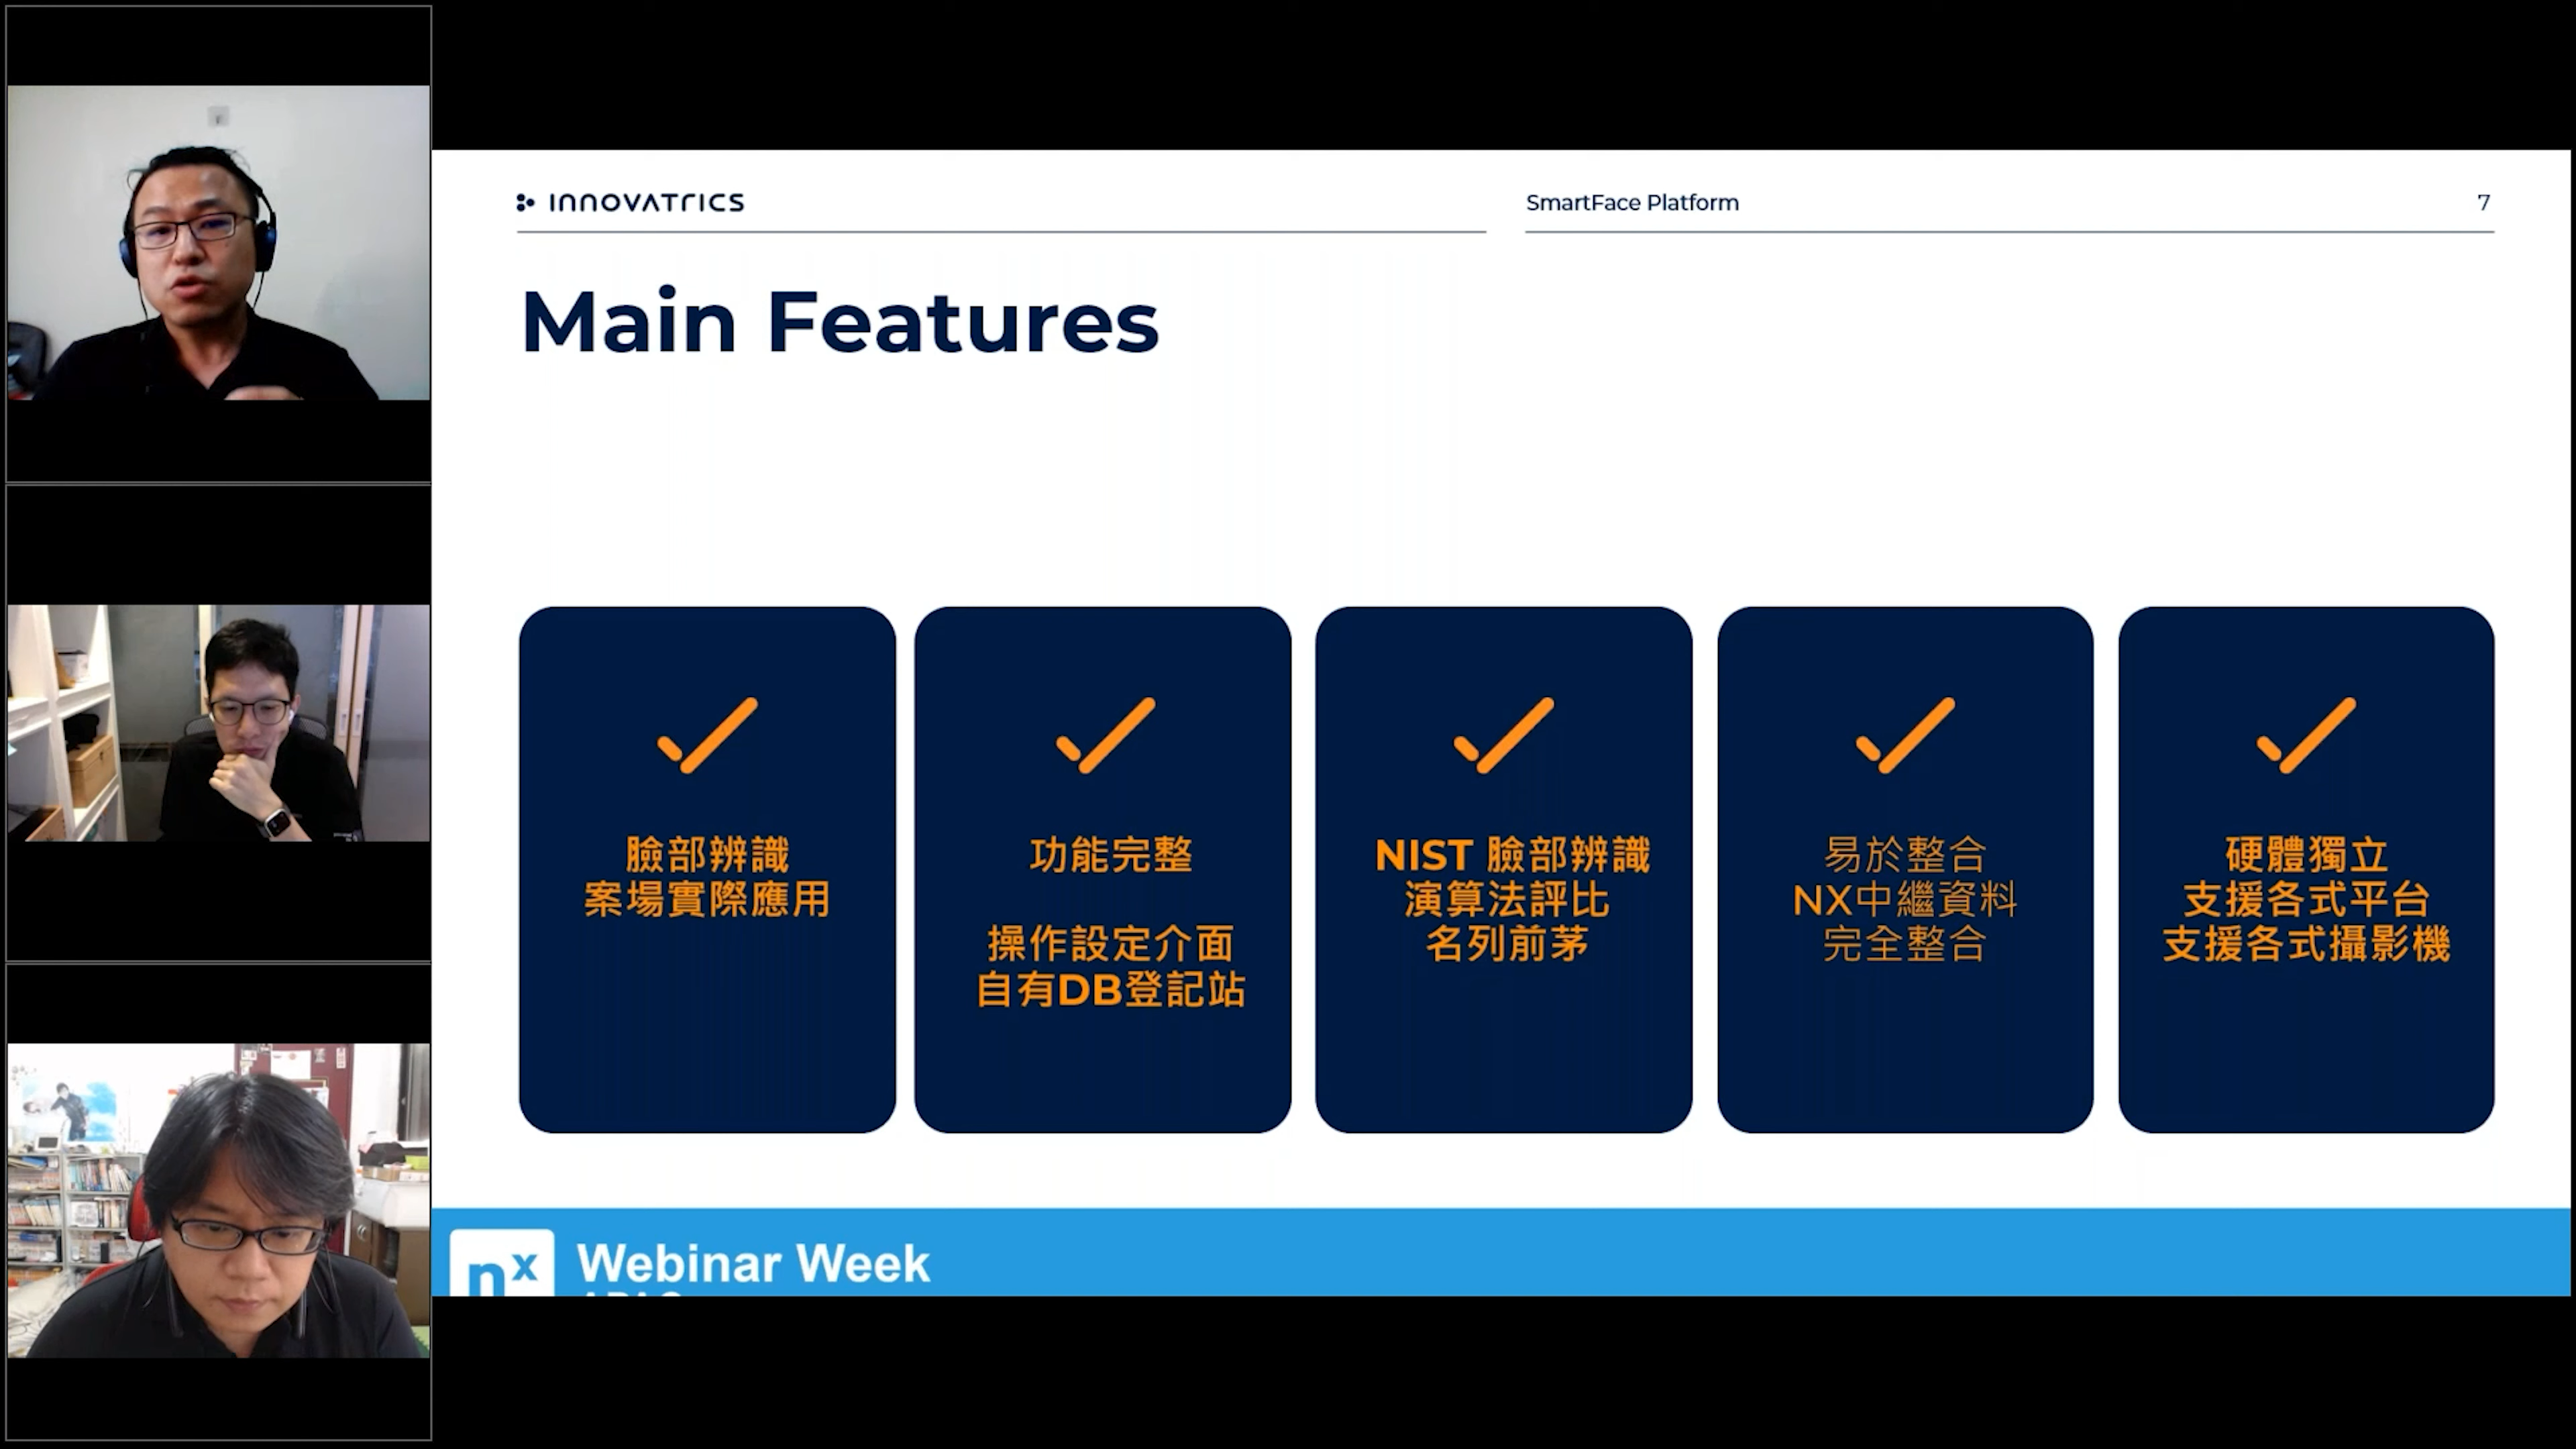 INNOVATRICS
SmartFace Platform
7
Main Features
臉部辨識
案場實際應用
功能完整
操作設定介面
自有DB登記站
NIST 臉部辨識
演算法評比
名列前茅
易於整合
NX中繼資料
完全整合
硬體獨立
支援各式平台
支援各式攝影機
nx
Webinar Week